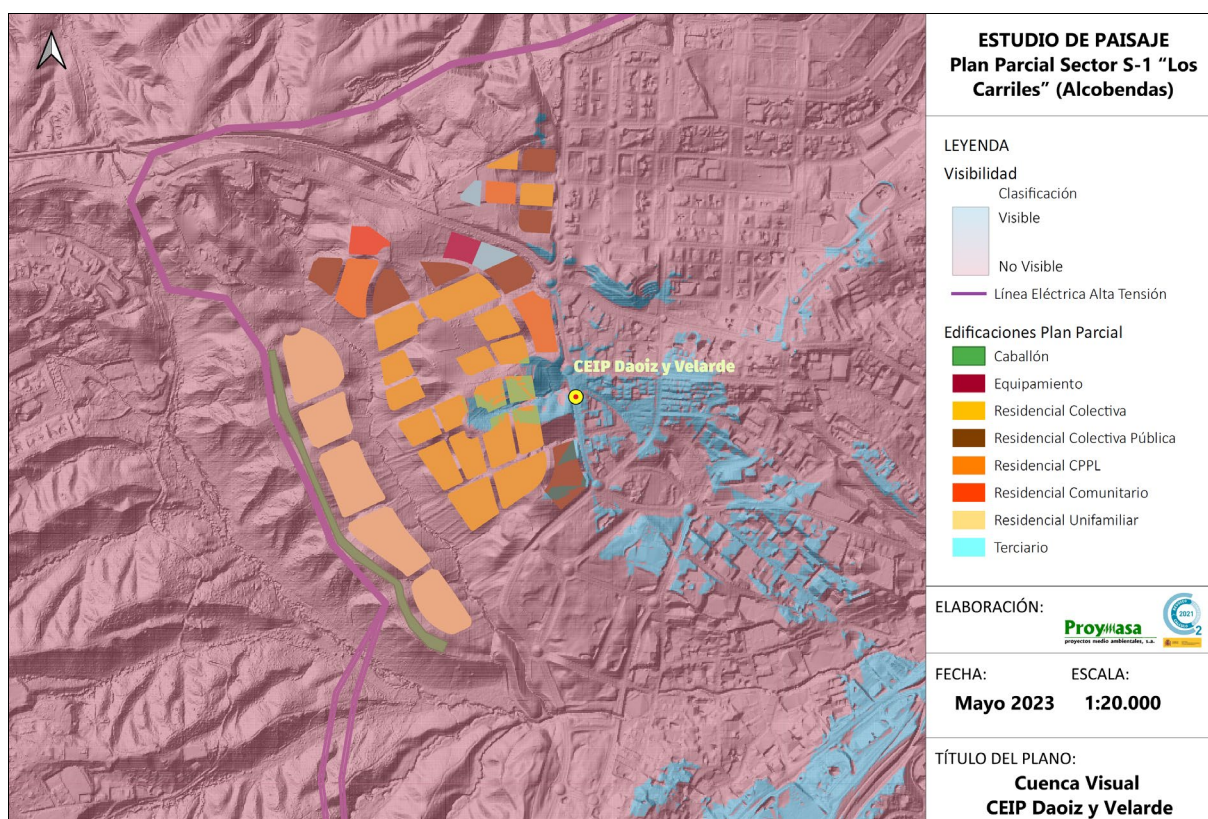 CEIP Daoiz y Velarde
ESTUDIO DE PAISAJE
Plan Parcial Sector S-1 “Los
Carriles” (Alcobendas)
LEYENDA
Visibilidad
Clasificación
Visible
No Visible
Línea Eléctrica Alta Tensión
Edificaciones Plan Parcial
Caballón
Equipamiento
Residencial Colectiva
Residencial Colectiva Pública
Residencial CPPL
Residencial Comunitario
Residencial Unifamiliar
Terciario
ELABORACIÓN:
Proymasa
proyectos medio ambientales, s.a.
2021
2
FECHA:
ESCALA:
Mayo 2023
1:20.000
TÍTULO DEL PLANO:
Cuenca Visual
CEIP Daoiz y Velarde